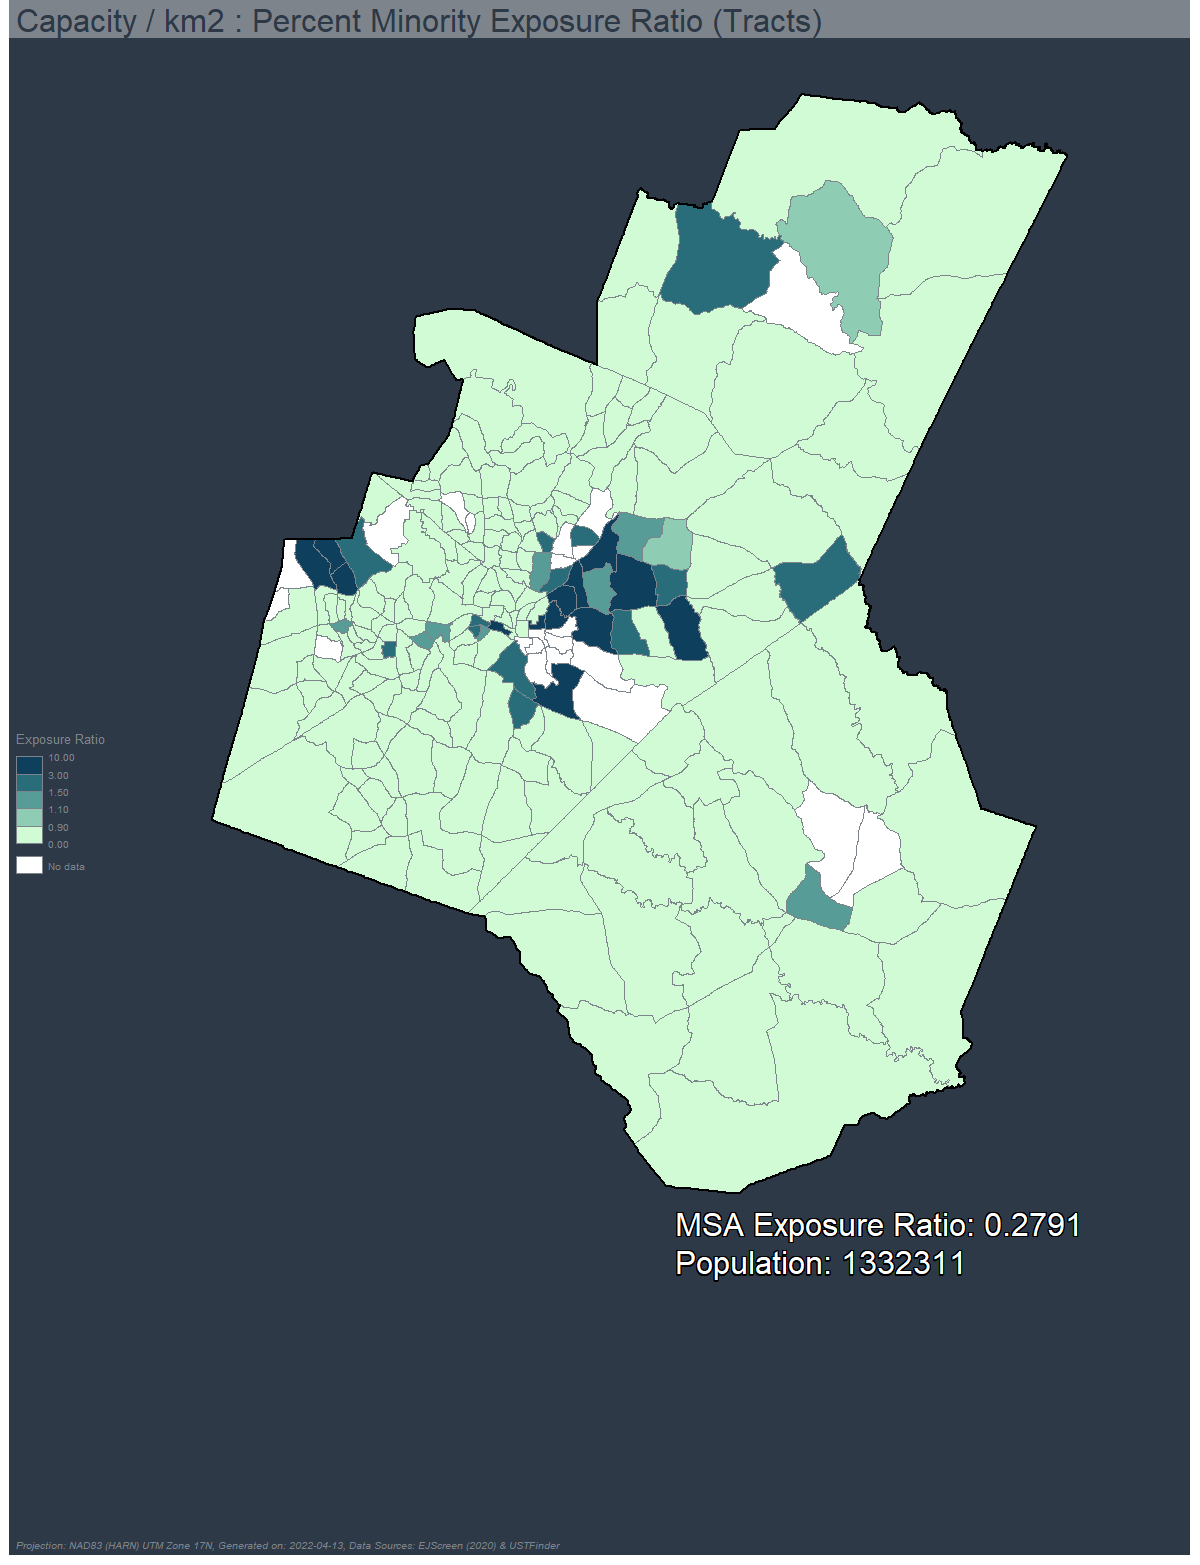 Capacity / km2 : Percent Minority Exposure Ratio (Tracts)
Exposure Ratio
10.00
3.00
1.50
1.10
0.90
0.00
No data
MSA Exposure Ratio: 0.2791
Population: 1332311
Projection: NAD83 (HARN) UTM Zone 17N, Generated on: 2022-04-13, Data Sources: EJScreen (2020) & USTFinder